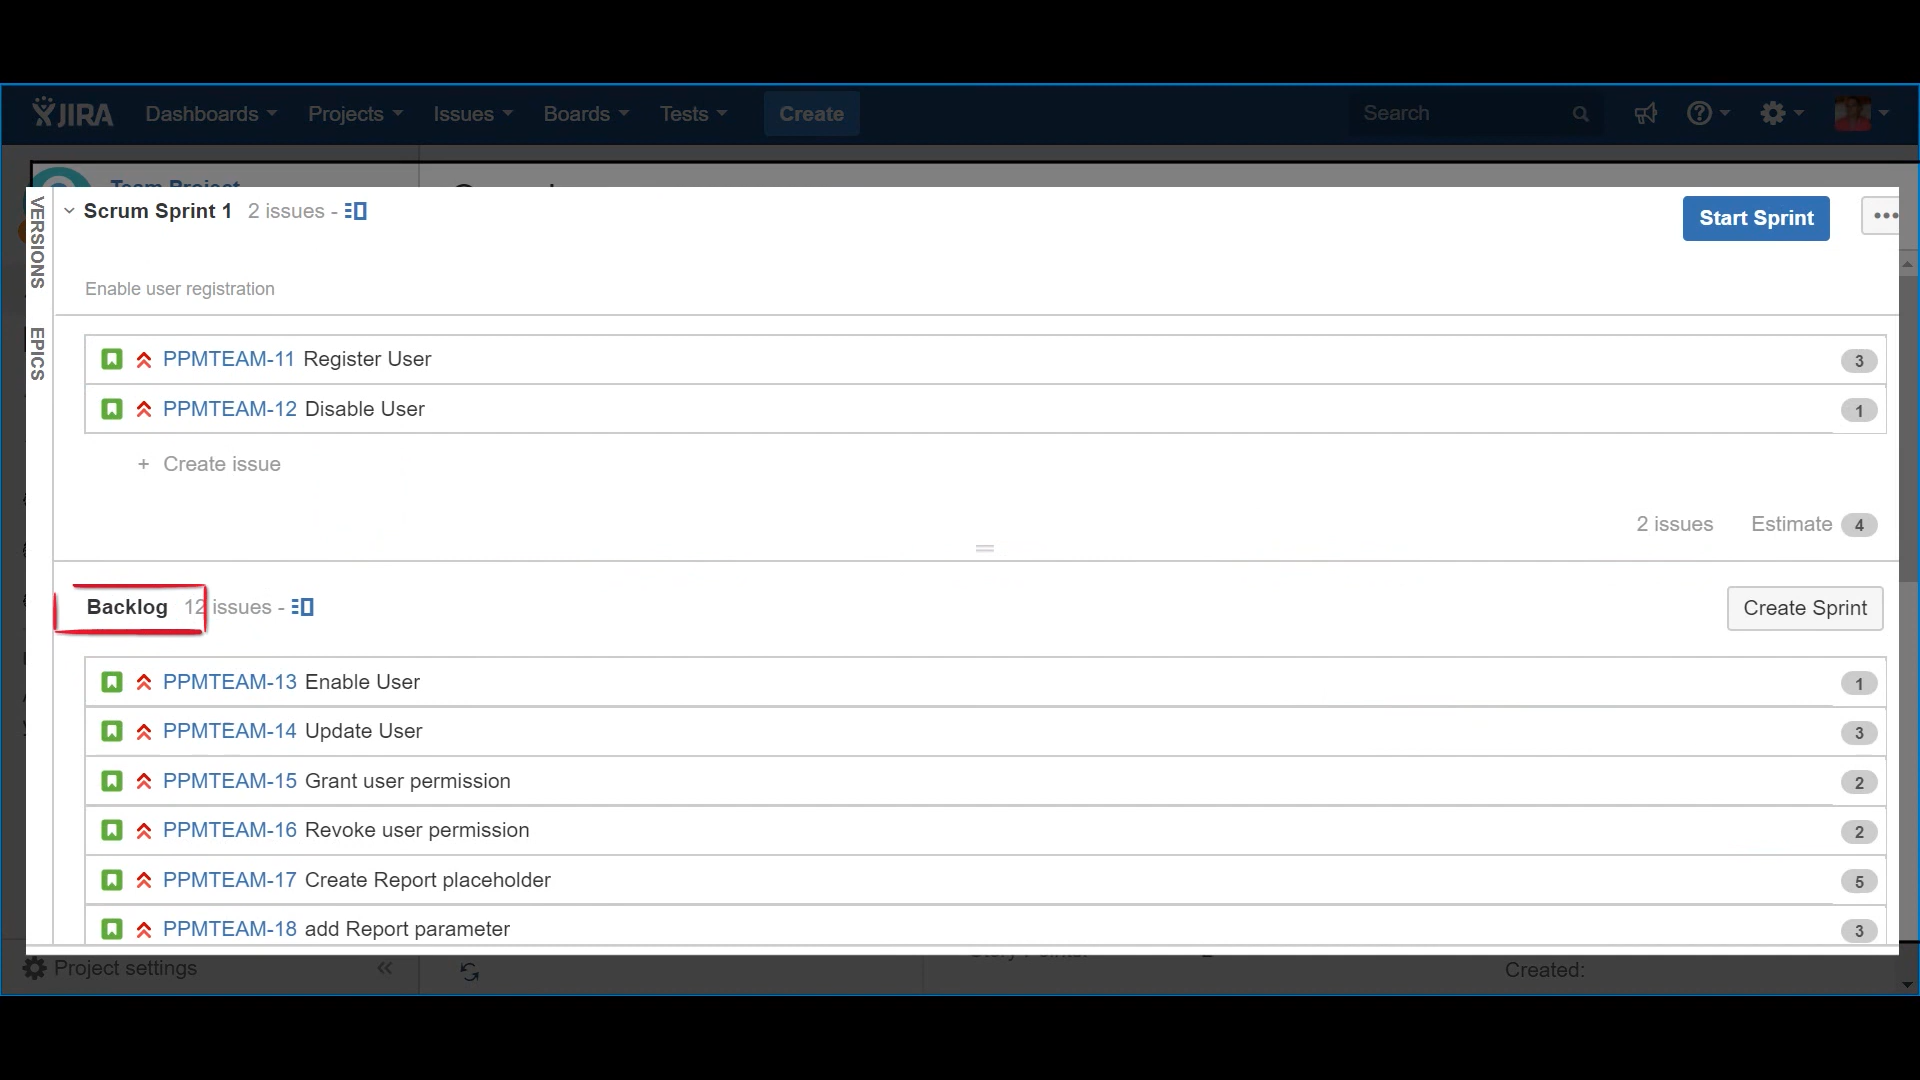 JIRA Dashboards Projects Issues Boards Tests Create Search
Team Project
VERSIONS
EPICS
Scrum Sprint 1 2 issues - Start Sprint
Enable user registration
PPMTEAM-11 Register User 3
PPMTEAM-12 Disable User 1
+ Create issue
2 issues Estimate 4
Backlog 12 issues - Create Sprint
PPMTEAM-13 Enable User 1
PPMTEAM-14 Update User 3
PPMTEAM-15 Grant user permission 2
PPMTEAM-16 Revoke user permission 2
PPMTEAM-17 Create Report placeholder 5
PPMTEAM-18 add Report parameter 3
Project settings Created: